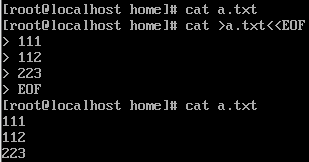 [root@localhost home]# cat a.txt
[root@localhost home]# cat >a.txt<<EOF
> 111
> 112
> 223
> EOF
[root@localhost home]# cat a.txt
111
112
223